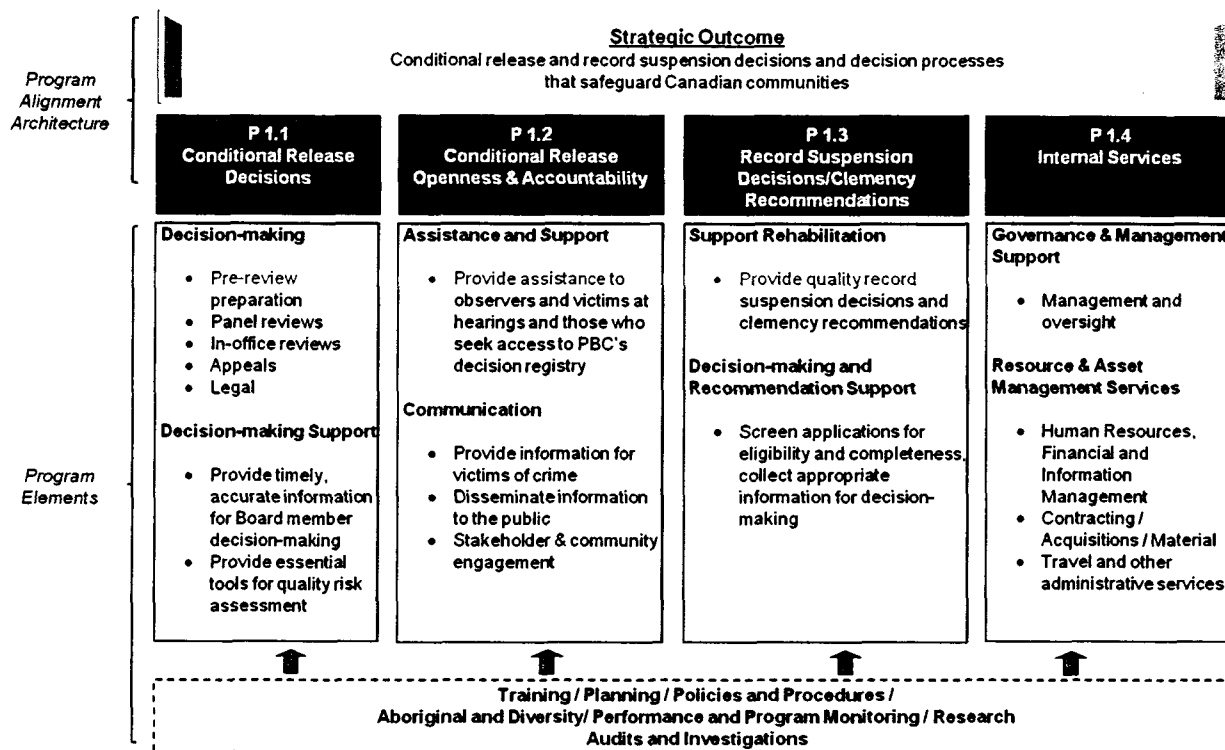 Strategic Outcome
Conditional release and record suspension decisions and decision processes
that safeguard Canadian communities
Program
Alignment
Architecture
P 1.1
Conditional Release
Decisions
P 1.2
Conditional Release
Openness & Accountability
P 1.3
Record Suspension
Decisions/Clemency
Recommendations
P 1.4
Internal Services
Program
Elements
Decision-making
• Pre-review
preparation
• Panel reviews
• In-office reviews
• Appeals
• Legal
Decision-making Support
• Provide timely,
accurate information
for Board member
decision-making
• Provide essential
tools for quality risk
assessment
Assistance and Support
• Provide assistance to
observers and victims at
hearings and those who
seek access to PBC's
decision registry
Communication
• Provide information for
victims of crime
• Disseminate information
to the public
• Stakeholder & community
engagement
Support Rehabilitation
• Provide quality record
suspension decisions and
clemency recommendations
Decision-making and
Recommendation Support
• Screen applications for
eligibility and completeness,
collect appropriate
information for decision-
making
Governance & Management
Support
• Management and
oversight
Resource & Asset
Management Services
• Human Resources,
Financial and
Information
Management
• Contracting /
Acquisitions / Material
• Travel and other
administrative services
Training / Planning / Policies and Procedures /
Aboriginal and Diversity/ Performance and Program Monitoring / Research
Audits and Investigations